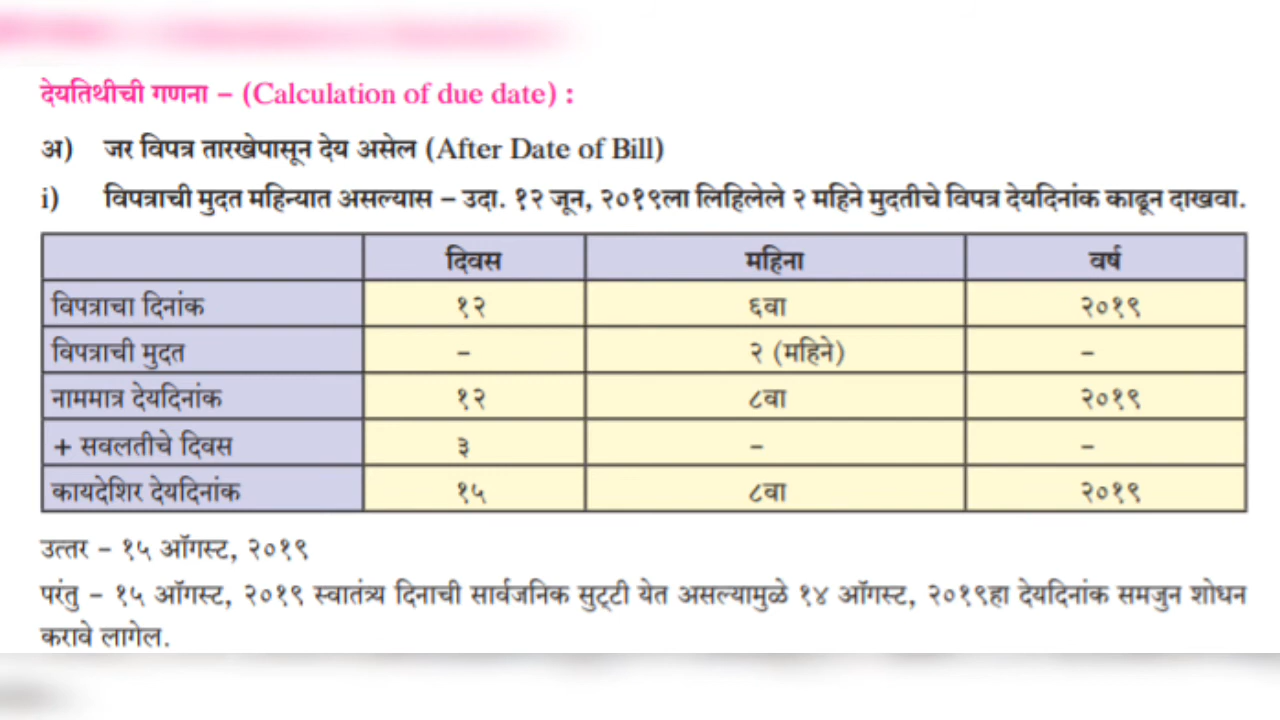 देयतिथीची गणना – (Calculation of due date) :
अ) जर विपत्र तारखेपासून देय असेल (After Date of Bill)
i) विपत्राची मुदत महिन्यात असल्यास – उदा. १२ जून, २०१९ला लिहिलेले २ महिने मुदतीचे विपत्र देयदिनांक काढून दाखवा.
दिवस महिना वर्ष
विपत्राचा दिनांक १२ ६वा २०१९
विपत्राची मुदत – २ (महिने) –
नाममात्र देयदिनांक १२ ८वा २०१९
+ सवलतीचे दिवस ३ – –
कायदेशिर देयदिनांक १५ ८वा २०१९
उत्तर – १५ ऑगस्ट, २०१९
परंतु – १५ ऑगस्ट, २०१९ स्वातंत्र्य दिनाची सार्वजनिक सुट्टी येत असल्यामुळे १४ ऑगस्ट, २०१९हा देयदिनांक समजुन शोधन
करावे लागेल.